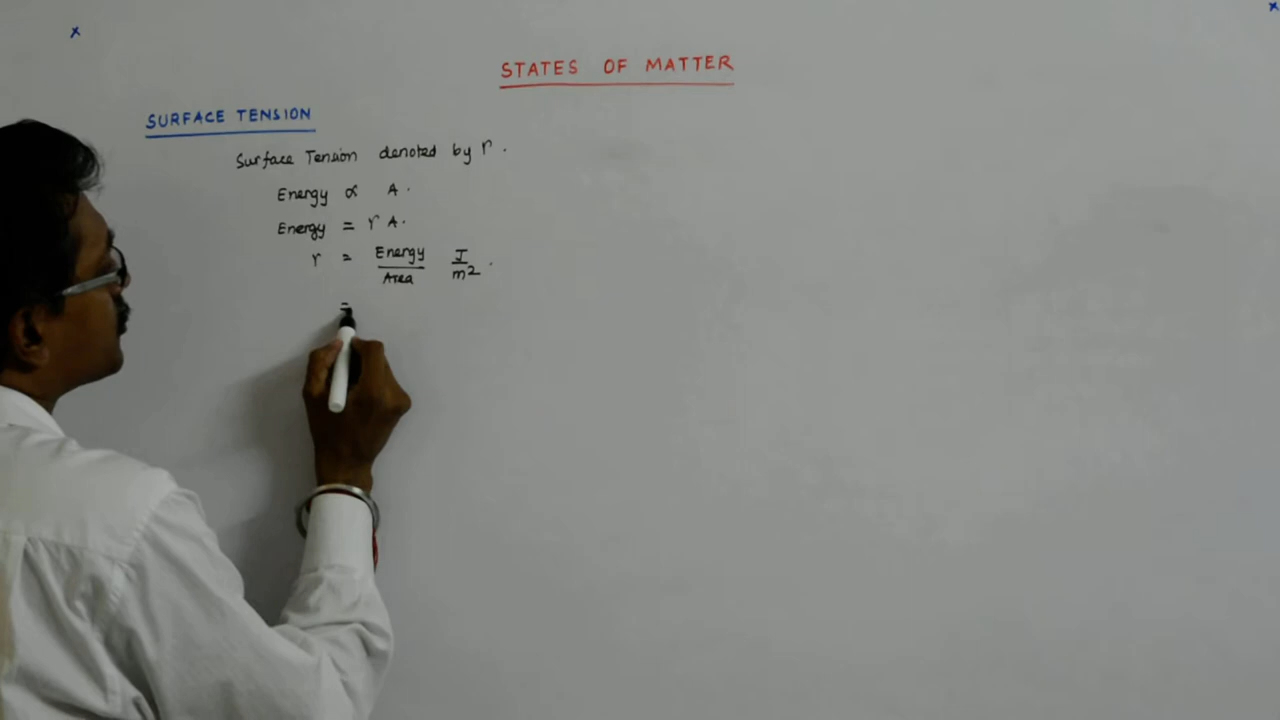 x x
STATES OF MATTER
SURFACE TENSION
Surface Tension denoted by r.
Energy ∝ A.
Energy = r A.
r = Energy/Area J/m².
=